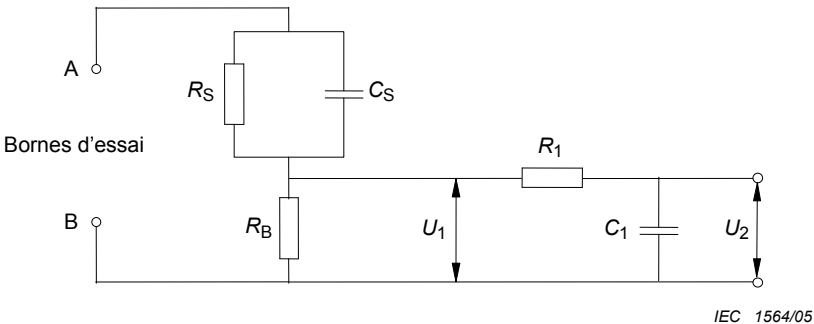 A
R_S
C_S
Bornes d'essai
R_1
B
R_B
U_1
C_1
U_2
IEC 1564/05